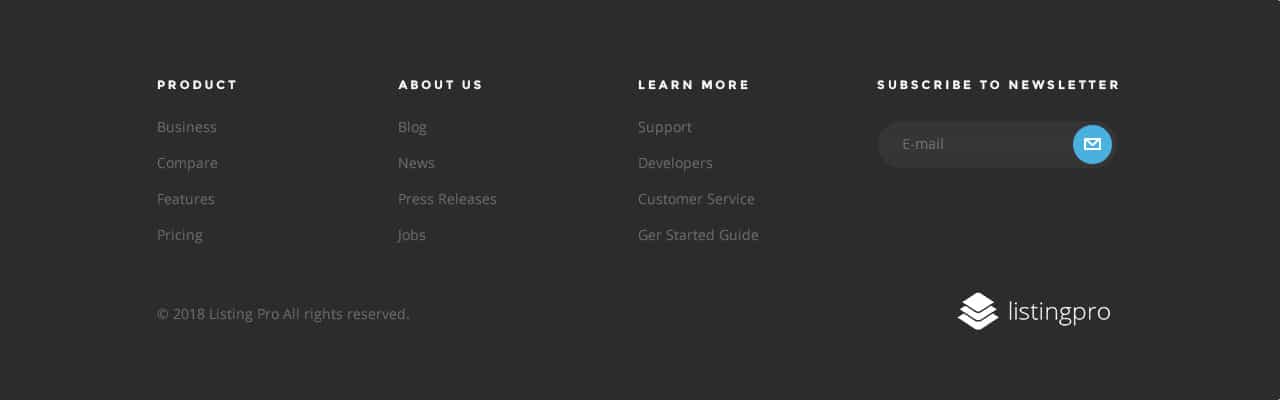 PRODUCT
Business
Compare
Features
Pricing
ABOUT US
Blog
News
Press Releases
Jobs
LEARN MORE
Support
Developers
Customer Service
Ger Started Guide
SUBSCRIBE TO NEWSLETTER
E-mail
© 2018 Listing Pro All rights reserved.
listingpro